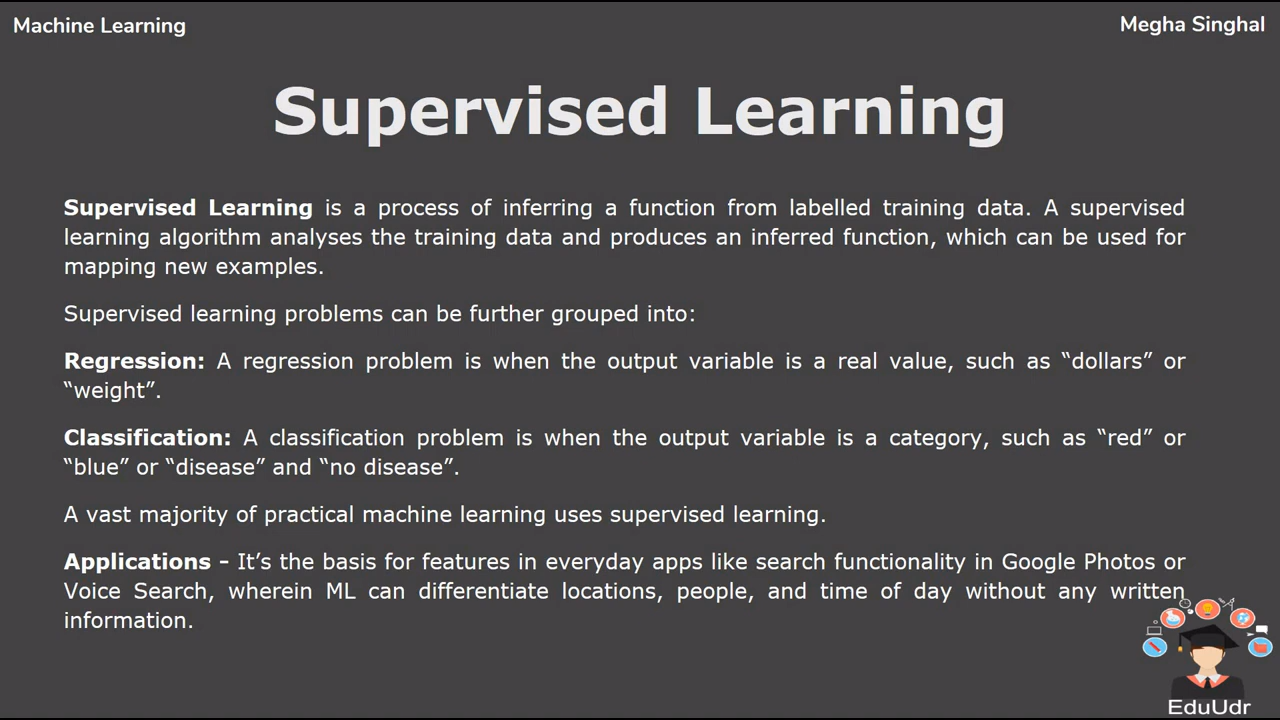 Machine Learning
Megha Singhal
Supervised Learning
Supervised Learning is a process of inferring a function from labelled training data. A supervised
learning algorithm analyses the training data and produces an inferred function, which can be used for
mapping new examples.
Supervised learning problems can be further grouped into:
Regression: A regression problem is when the output variable is a real value, such as “dollars” or
“weight”.
Classification: A classification problem is when the output variable is a category, such as “red” or
“blue” or “disease” and “no disease”.
A vast majority of practical machine learning uses supervised learning.
Applications – It’s the basis for features in everyday apps like search functionality in Google Photos or
Voice Search, wherein ML can differentiate locations, people, and time of day without any written
information.
EduUdr